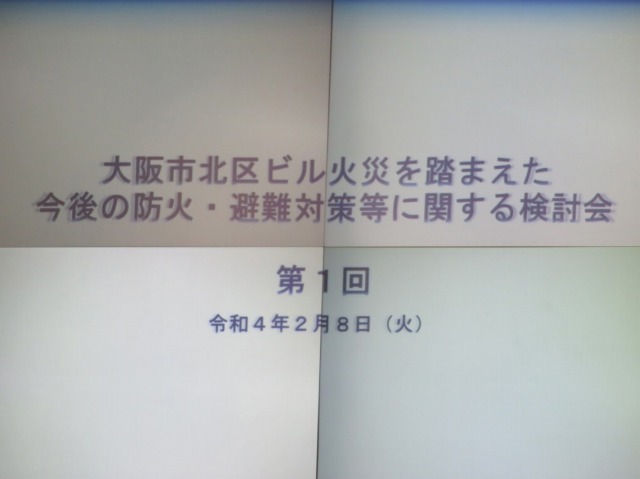 大阪市北区ビル火災を踏まえた
今後の防火・避難対策等に関する検討会
第１回
令和４年２月８日（火）